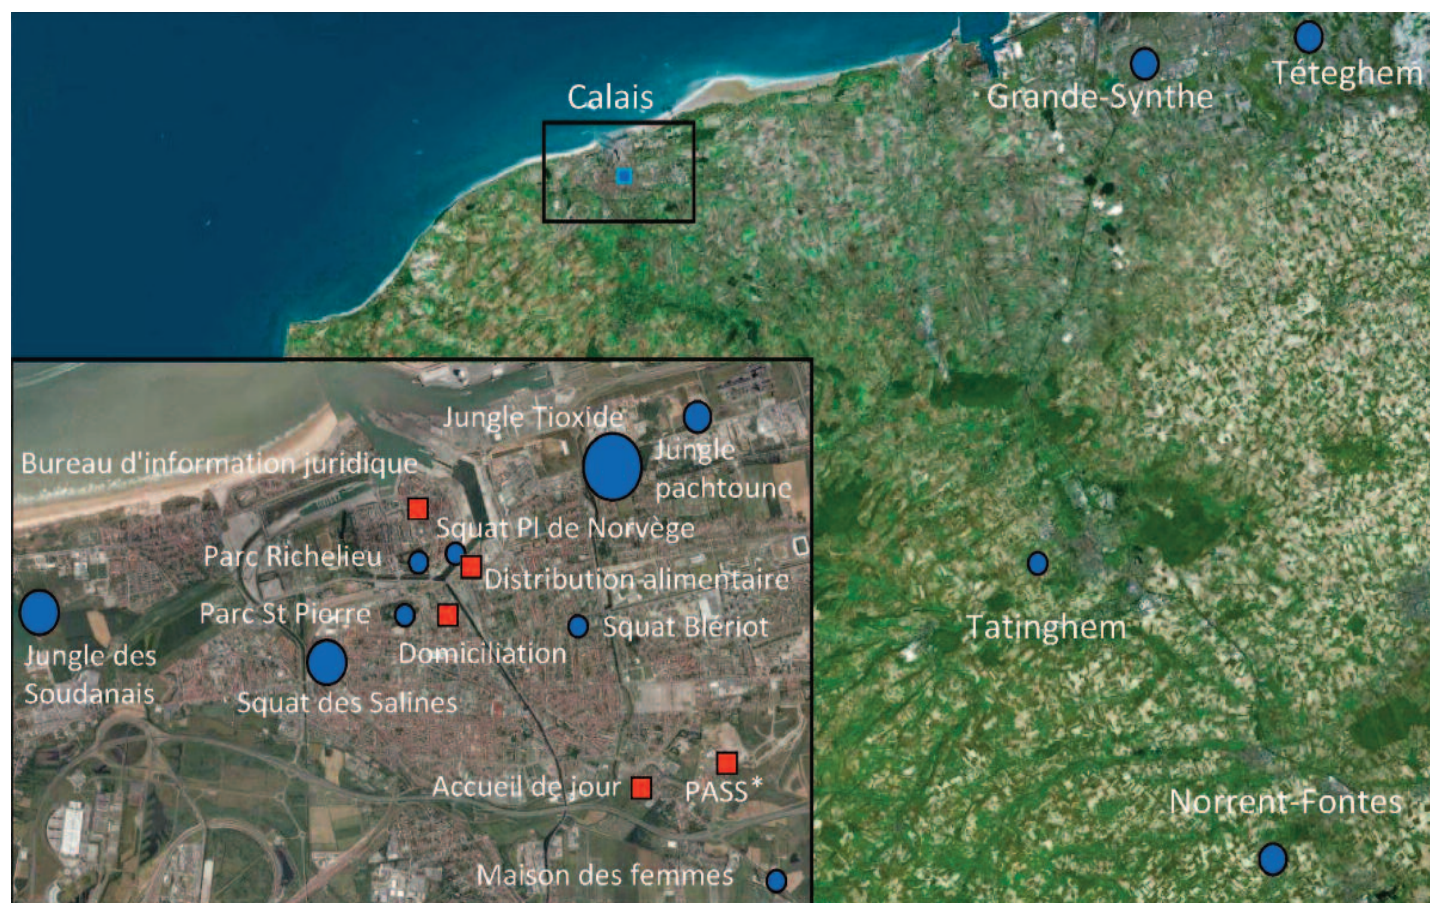 Calais
Grande-Synthe
Téteghem
Jungle Tioxide
Jungle
pachtoune
Bureau d'information juridique
Squat Pl de Norvège
Parc Richelieu
Distribution alimentaire
Parc St Pierre
Squat Blériot
Domiciliation
Jungle des
Soudanais
Squat des Salines
Accueil de jour
PASS*
Maison des femmes
Tatinghem
Norrent-Fontes